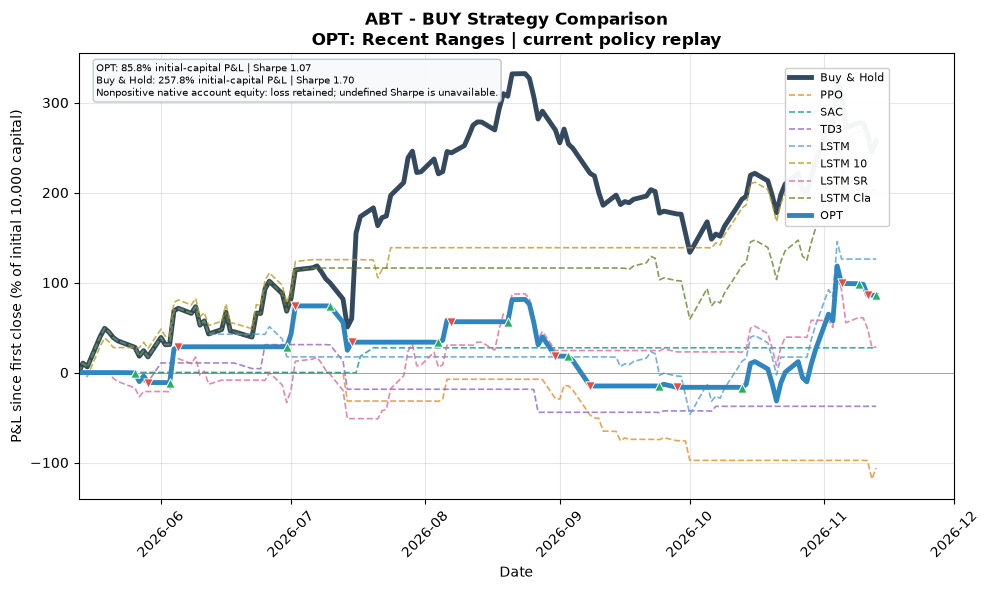 ABT - BUY Strategy Comparison
OPT: Recent Ranges | current policy replay
OPT: 85.8% initial-capital P&L | Sharpe 1.07
Buy & Hold: 257.8% initial-capital P&L | Sharpe 1.70
Nonpositive native account equity: loss retained; undefined Sharpe is unavailable.
Buy & Hold
PPO
SAC
TD3
LSTM
LSTM 10
LSTM SR
LSTM Cla
OPT
P&L since first close (% of initial 10,000 capital)
300
200
100
0
−100
2026-06
2026-07
2026-08
2026-09
2026-10
2026-11
2026-12
Date